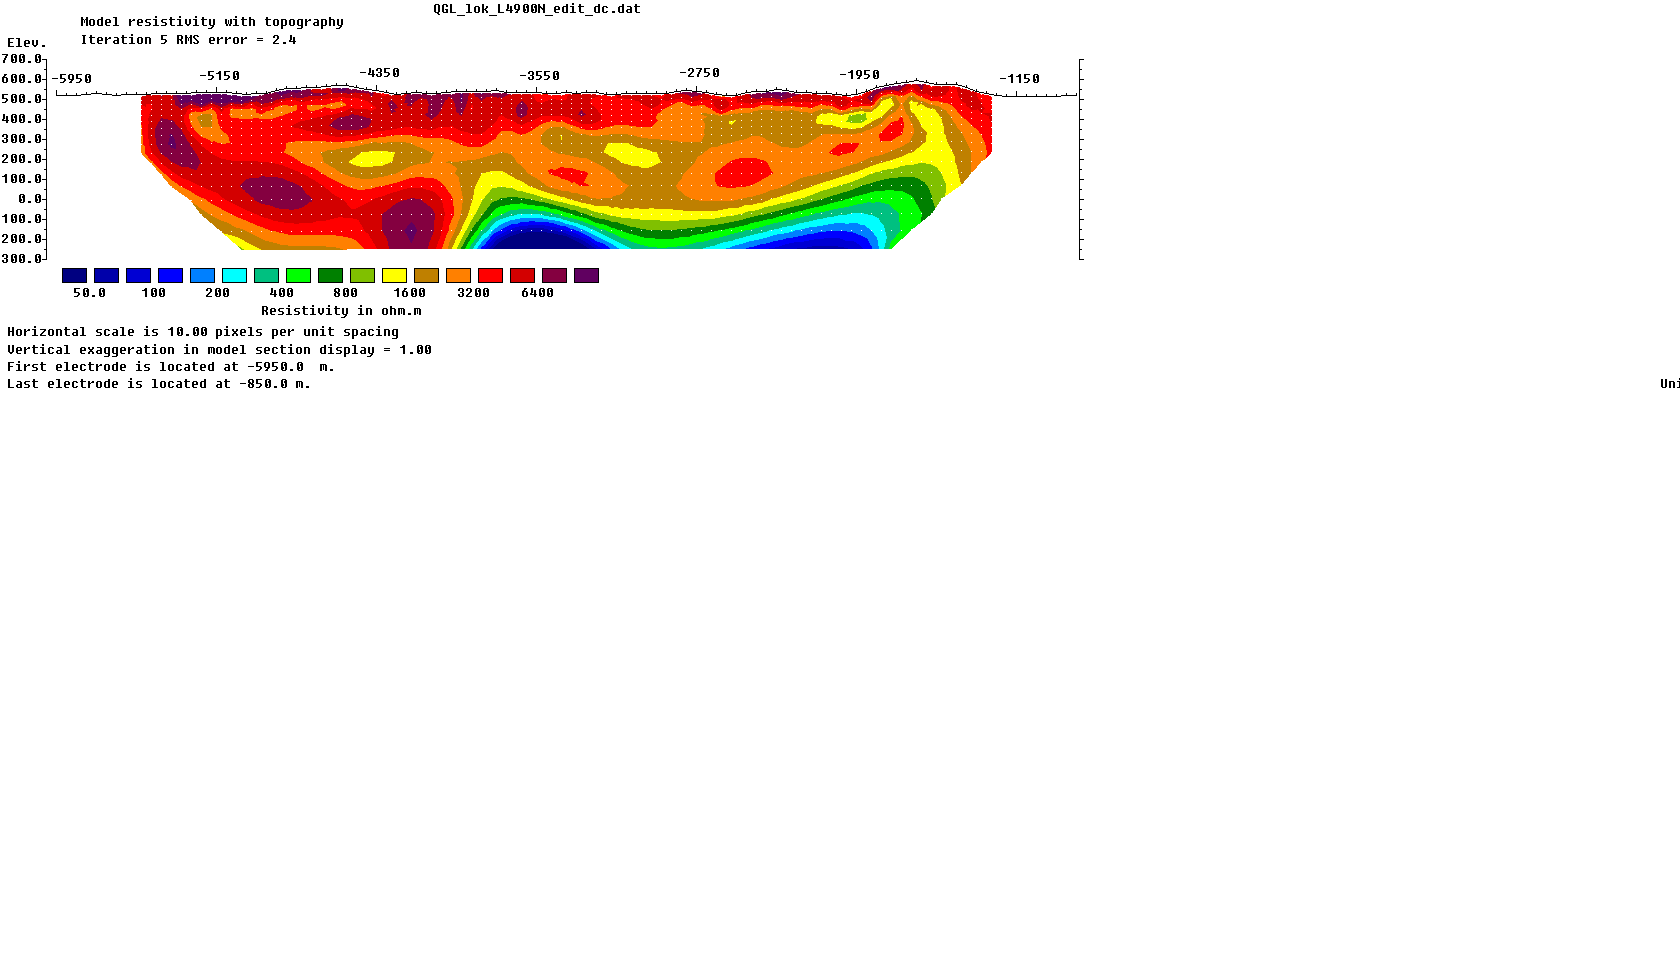 QGL_lok_L4900N_edit_dc.dat
Model resistivity with topography
Iteration 5 RMS error = 2.4
Elev.
700.0
600.0
500.0
400.0
300.0
200.0
100.0
0.0
100.0
200.0
300.0
-5950 -5150 -4350 -3550 -2750 -1950 -1150
50.0 100 200 400 800 1600 3200 6400
Resistivity in ohm.m
Horizontal scale is 10.00 pixels per unit spacing
Vertical exaggeration in model section display = 1.00
First electrode is located at -5950.0 m.
Last electrode is located at -850.0 m.
Uni